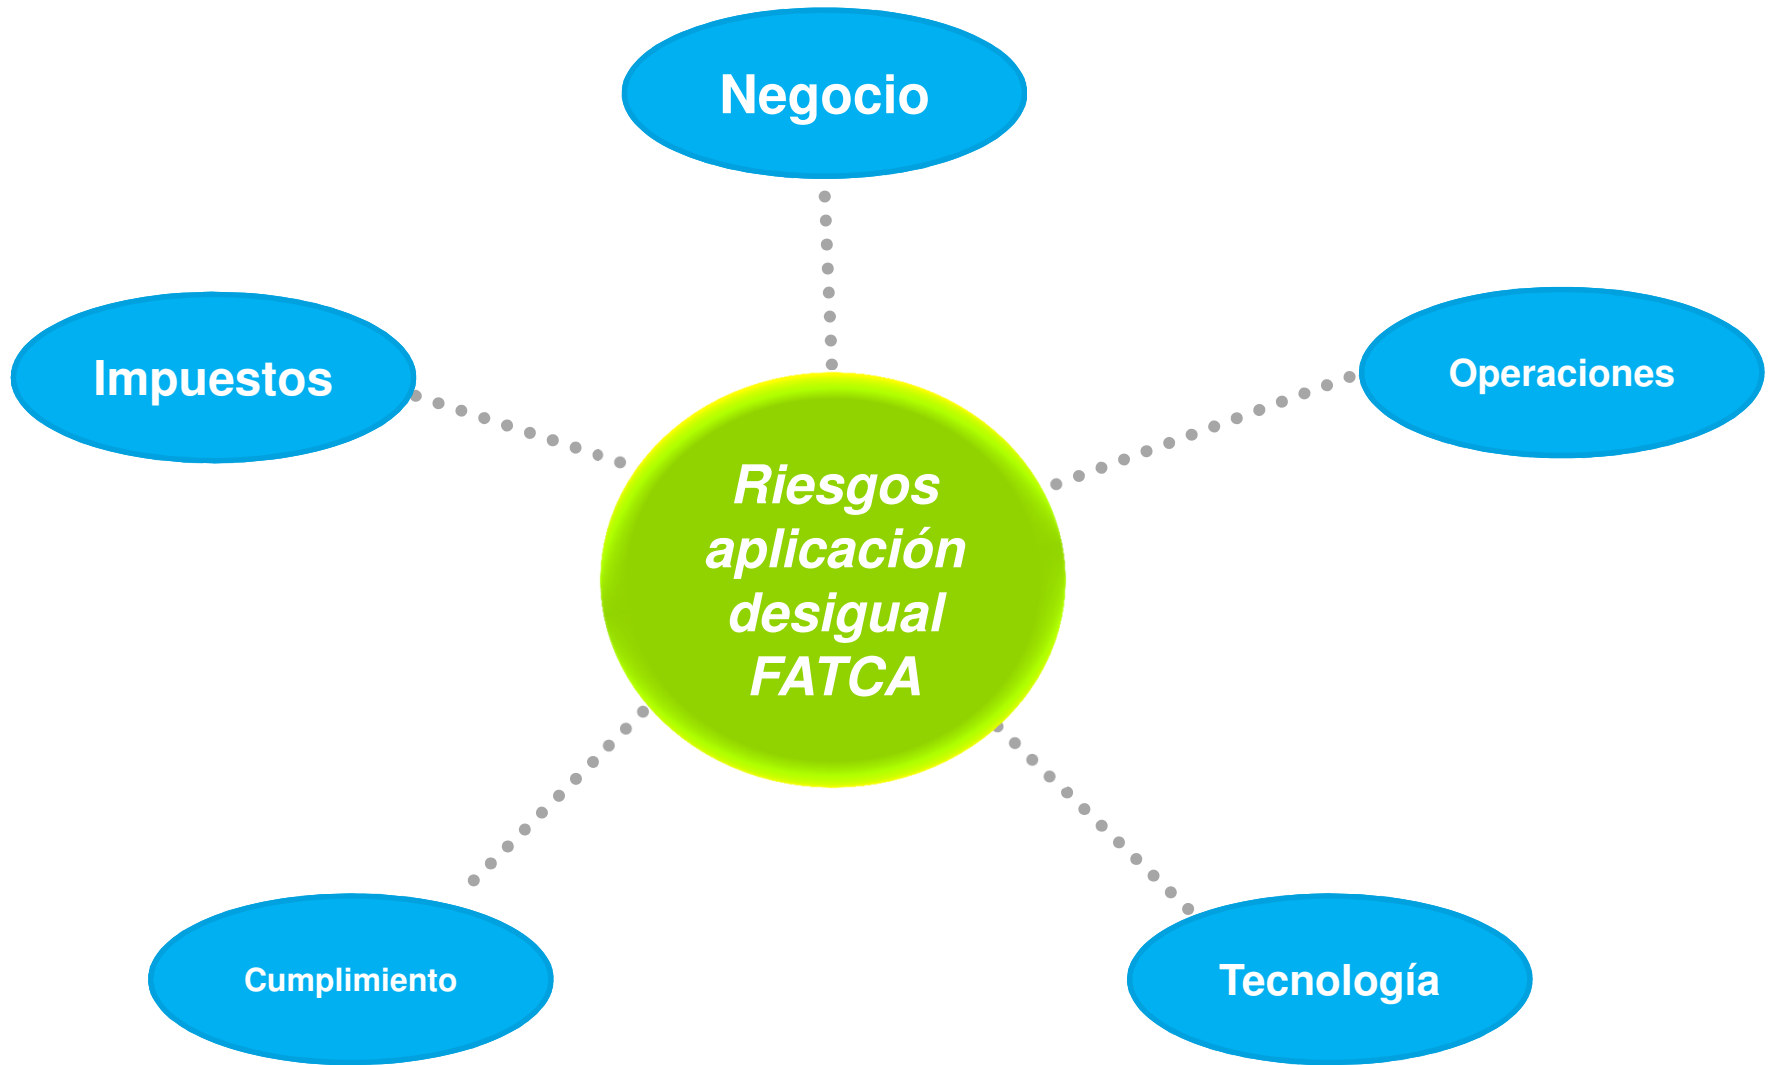 Negocio
Impuestos
Operaciones
Riesgos
aplicación
desigual
FATCA
Cumplimiento
Tecnología